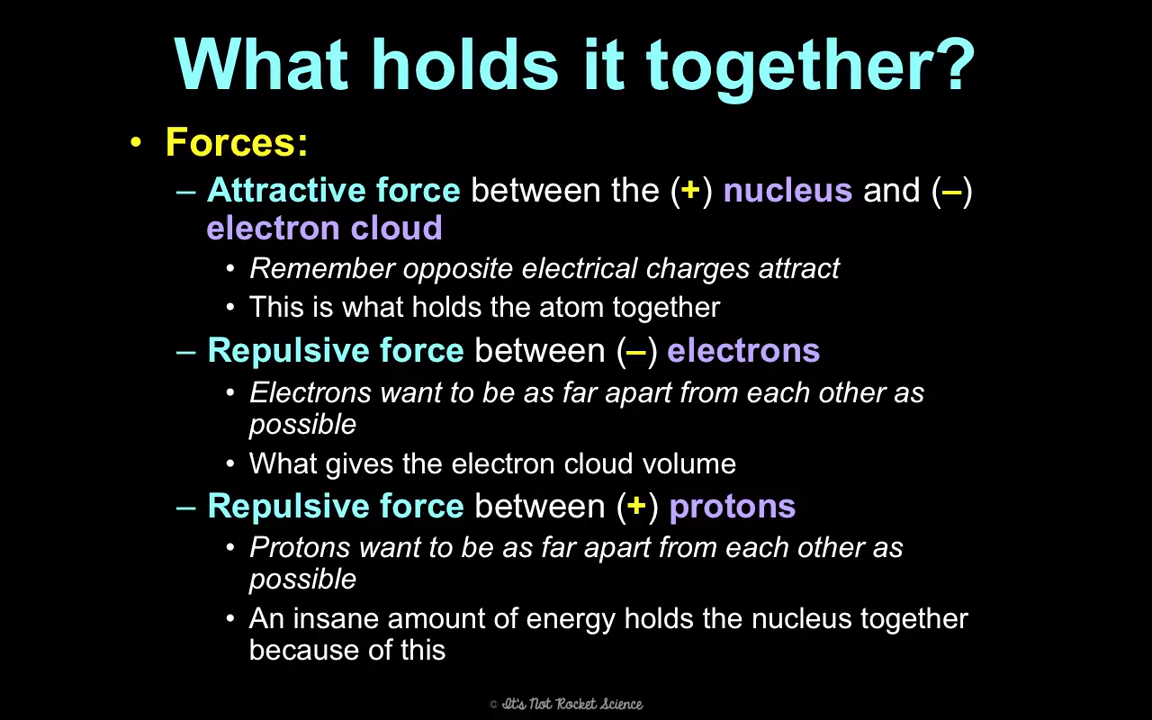 What holds it together?
• Forces:
– Attractive force between the (+) nucleus and (–)
electron cloud
• Remember opposite electrical charges attract
• This is what holds the atom together
– Repulsive force between (–) electrons
• Electrons want to be as far apart from each other as
possible
• What gives the electron cloud volume
– Repulsive force between (+) protons
• Protons want to be as far apart from each other as
possible
• An insane amount of energy holds the nucleus together
because of this
© It's Not Rocket Science